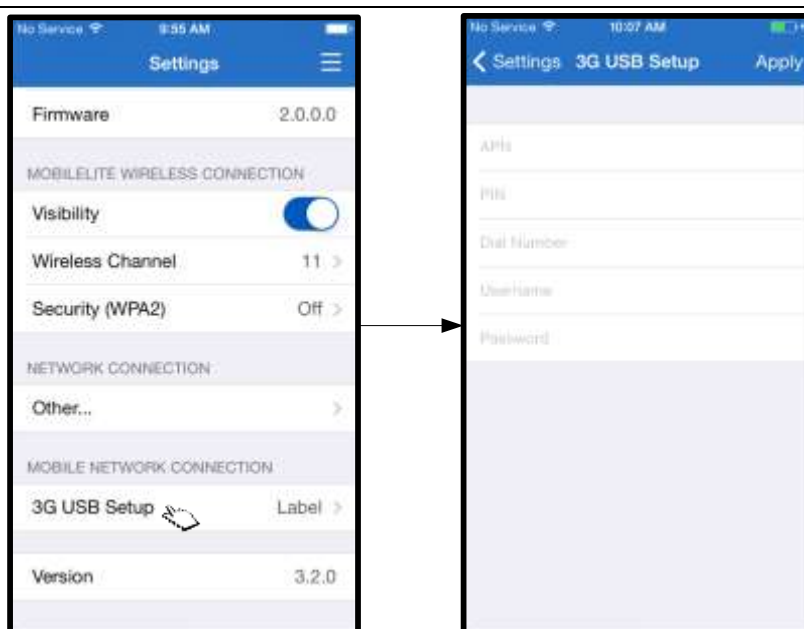 No Service 9:55 AM
Settings
Firmware 2.0.0.0
MOBILELITE WIRELESS CONNECTION
Visibility
Wireless Channel 11
Security (WPA2) Off
NETWORK CONNECTION
Other...
MOBILE NETWORK CONNECTION
3G USB Setup Label
Version 3.2.0
No Service 10:07 AM
Settings 3G USB Setup Apply
APN
PIN
Dial Number
Username
Password